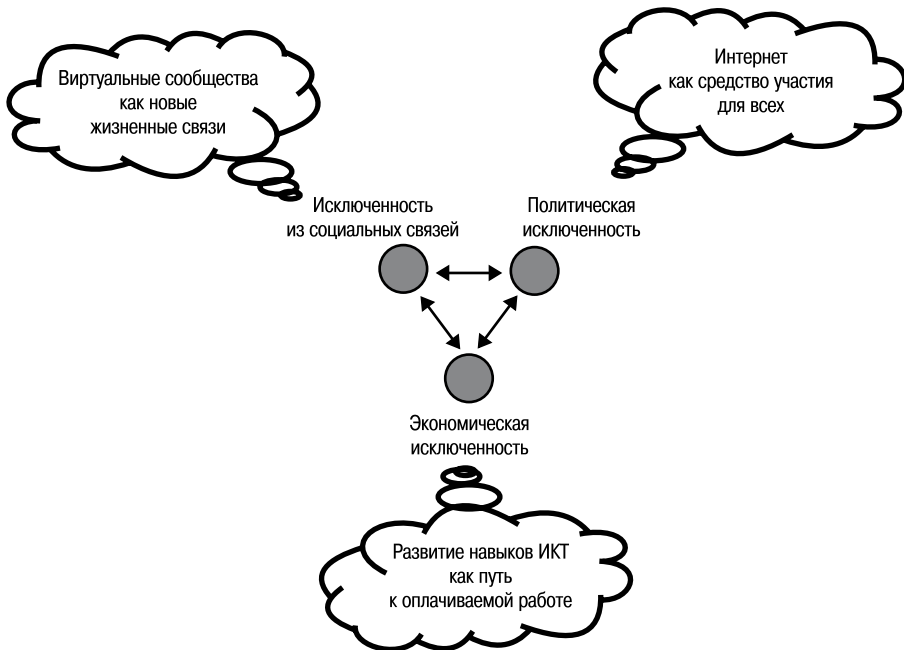 Виртуальные сообщества
как новые
жизненные связи
Интернет
как средство участия
для всех
Исключенность
из социальных связей
Политическая
исключенность
Экономическая
исключенность
Развитие навыков ИКТ
как путь
к оплачиваемой работе